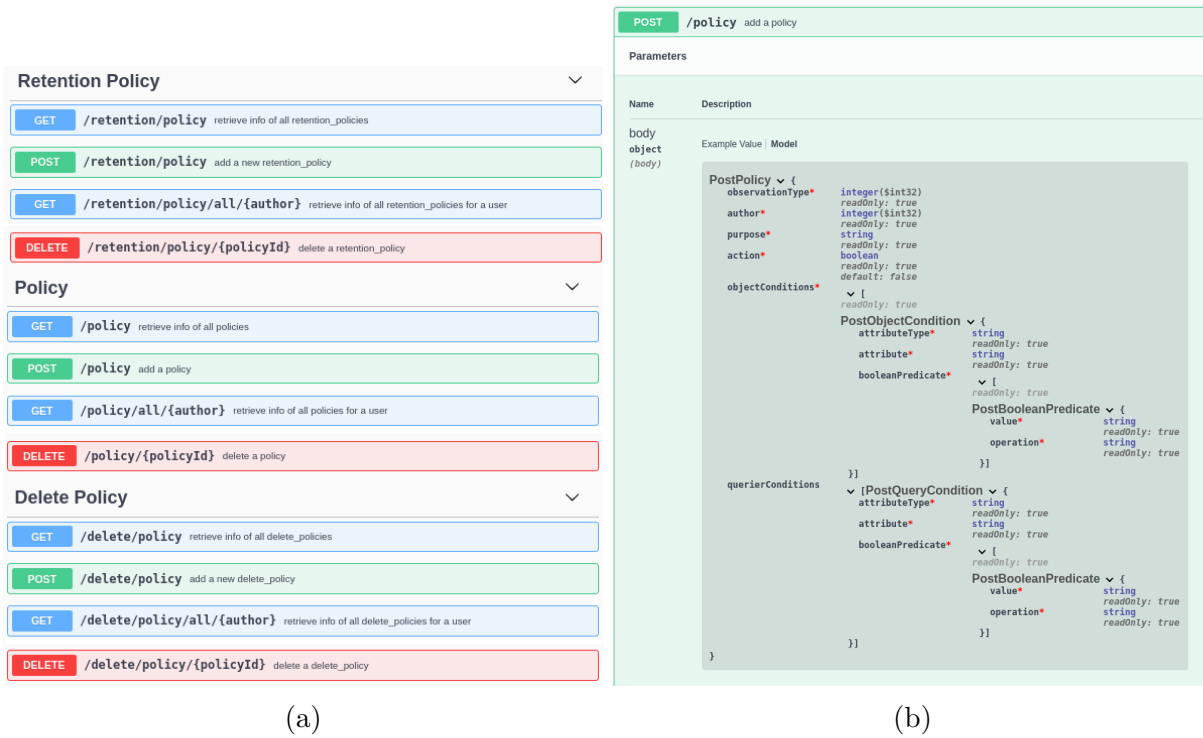 Retention Policy
GET /retention/policy retrieve info of all retention_policies
POST /retention/policy add a new retention_policy
GET /retention/policy/all/{author} retrieve info of all retention_policies for a user
DELETE /retention/policy/{policyId} delete a retention_policy
Policy
GET /policy retrieve info of all policies
POST /policy add a policy
GET /policy/all/{author} retrieve info of all policies for a user
DELETE /policy/{policyId} delete a policy
Delete Policy
GET /delete/policy retrieve info of all delete_policies
POST /delete/policy add a new delete_policy
GET /delete/policy/all/{author} retrieve info of all delete_policies for a user
DELETE /delete/policy/{policyId} delete a delete_policy
(a)
POST /policy add a policy
Parameters
Name Description
body
object
(body)
Example Value | Model
PostPolicy {
observationType* integer($int32)
readOnly: true
author* integer($int32)
readOnly: true
purpose* string
readOnly: true
action* boolean
readOnly: true
default: false
objectConditions* [
readOnly: true
PostObjectCondition {
attributeType* string
readOnly: true
attribute* string
readOnly: true
booleanPredicate* [
readOnly: true
PostBooleanPredicate {
value* string
readOnly: true
operation* string
readOnly: true
}]
}]
querierConditions [PostQueryCondition {
attributeType* string
readOnly: true
attribute* string
readOnly: true
booleanPredicate* [
readOnly: true
PostBooleanPredicate {
value* string
readOnly: true
operation* string
readOnly: true
}]
}]
}
(b)